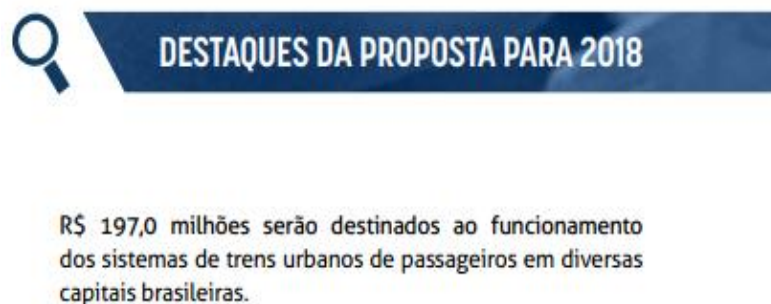 DESTAQUES DA PROPOSTA PARA 2018
R$ 197,0 milhões serão destinados ao funcionamento
dos sistemas de trens urbanos de passageiros em diversas
capitais brasileiras.